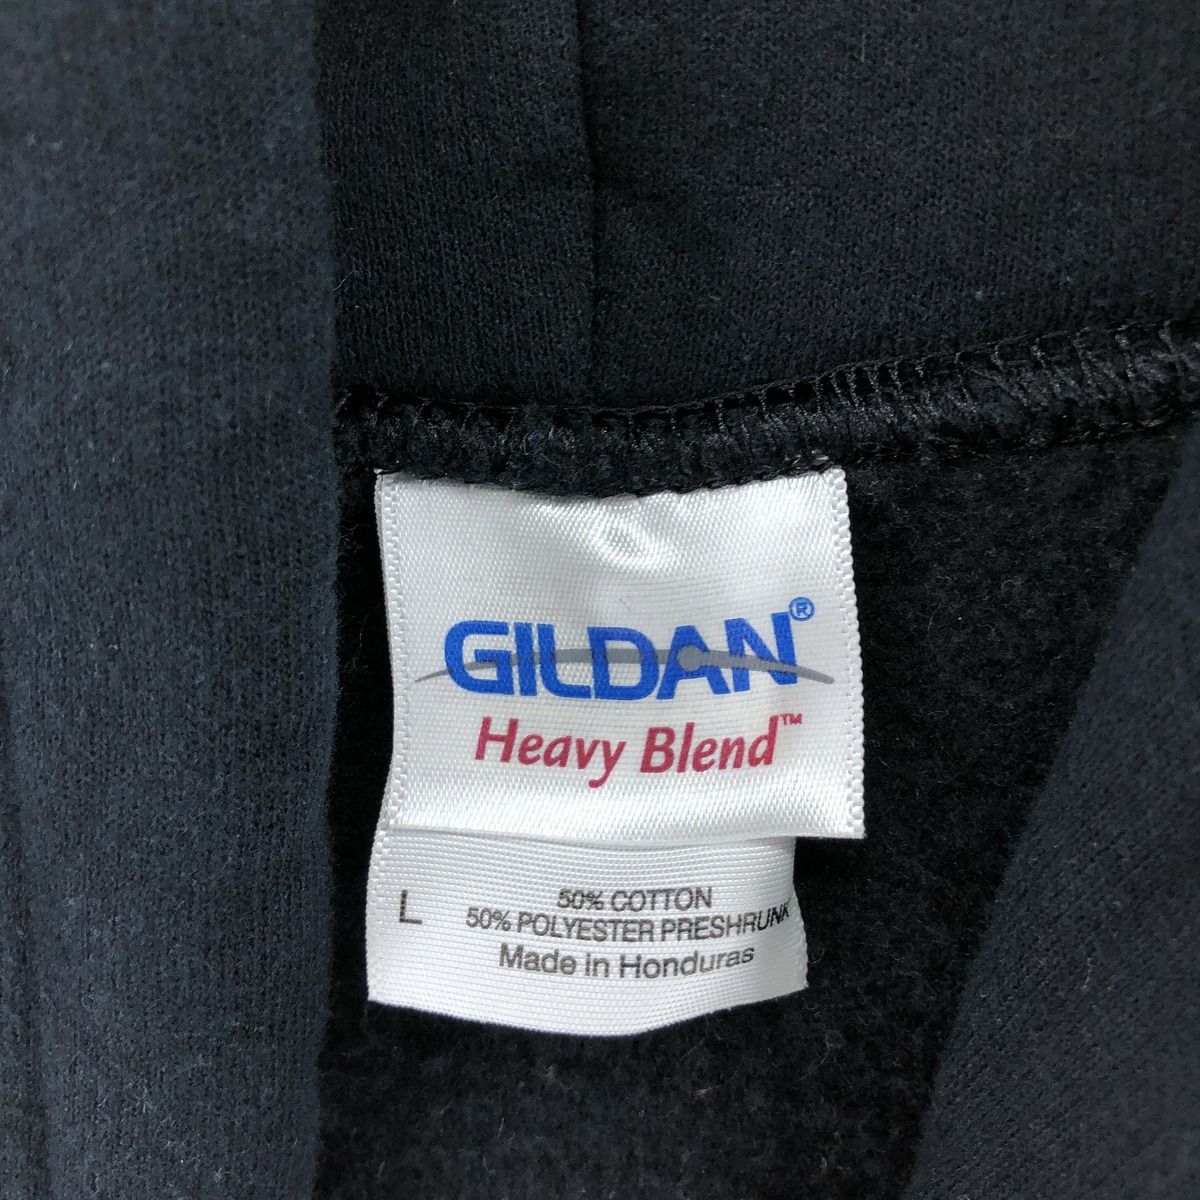 GILDAN®
Heavy Blend™
L
50% COTTON
50% POLYESTER PRESHRUNK
Made in Honduras